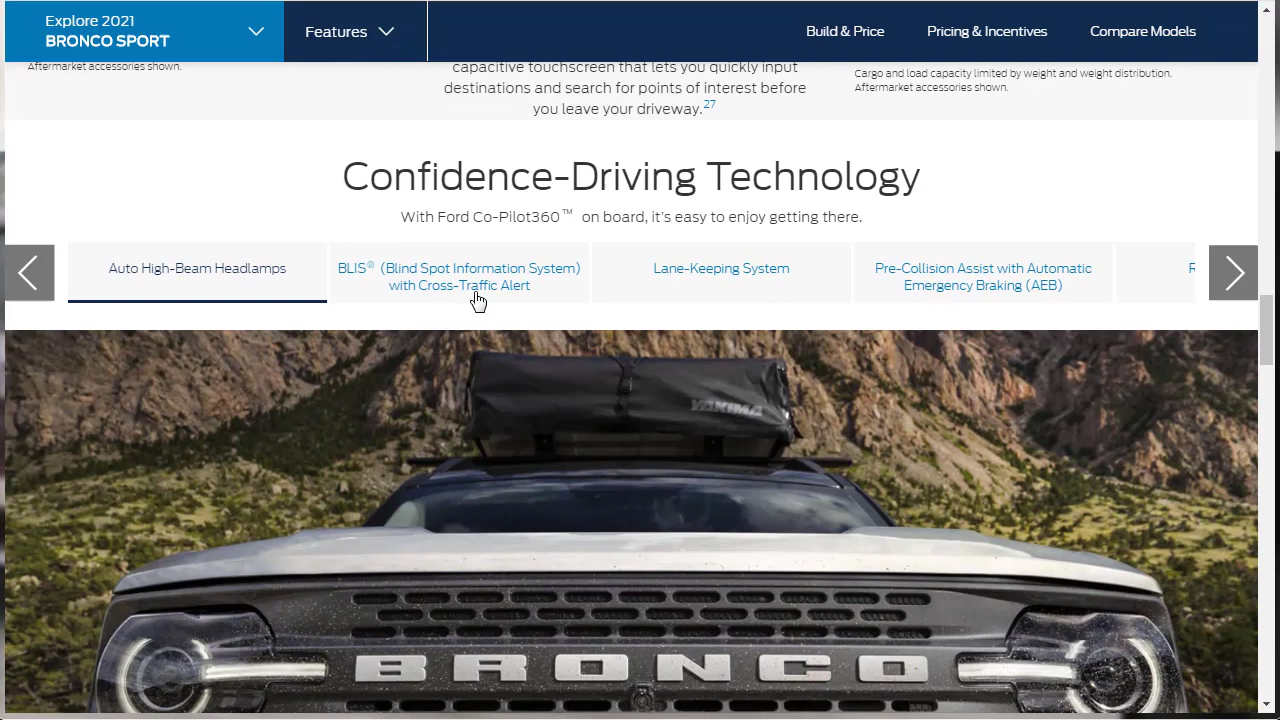 Explore 2021
BRONCO SPORT
Features
Build & Price
Pricing & Incentives
Compare Models
Aftermarket accessories shown.
capacitive touchscreen that lets you quickly input
destinations and search for points of interest before
you leave your driveway.27
Cargo and load capacity limited by weight and weight distribution.
Aftermarket accessories shown.
Confidence-Driving Technology
With Ford Co-Pilot360™ on board, it's easy to enjoy getting there.
Auto High-Beam Headlamps
BLIS® (Blind Spot Information System)
with Cross-Traffic Alert
Lane-Keeping System
Pre-Collision Assist with Automatic
Emergency Braking (AEB)
R
YAKIMA
BRONCO